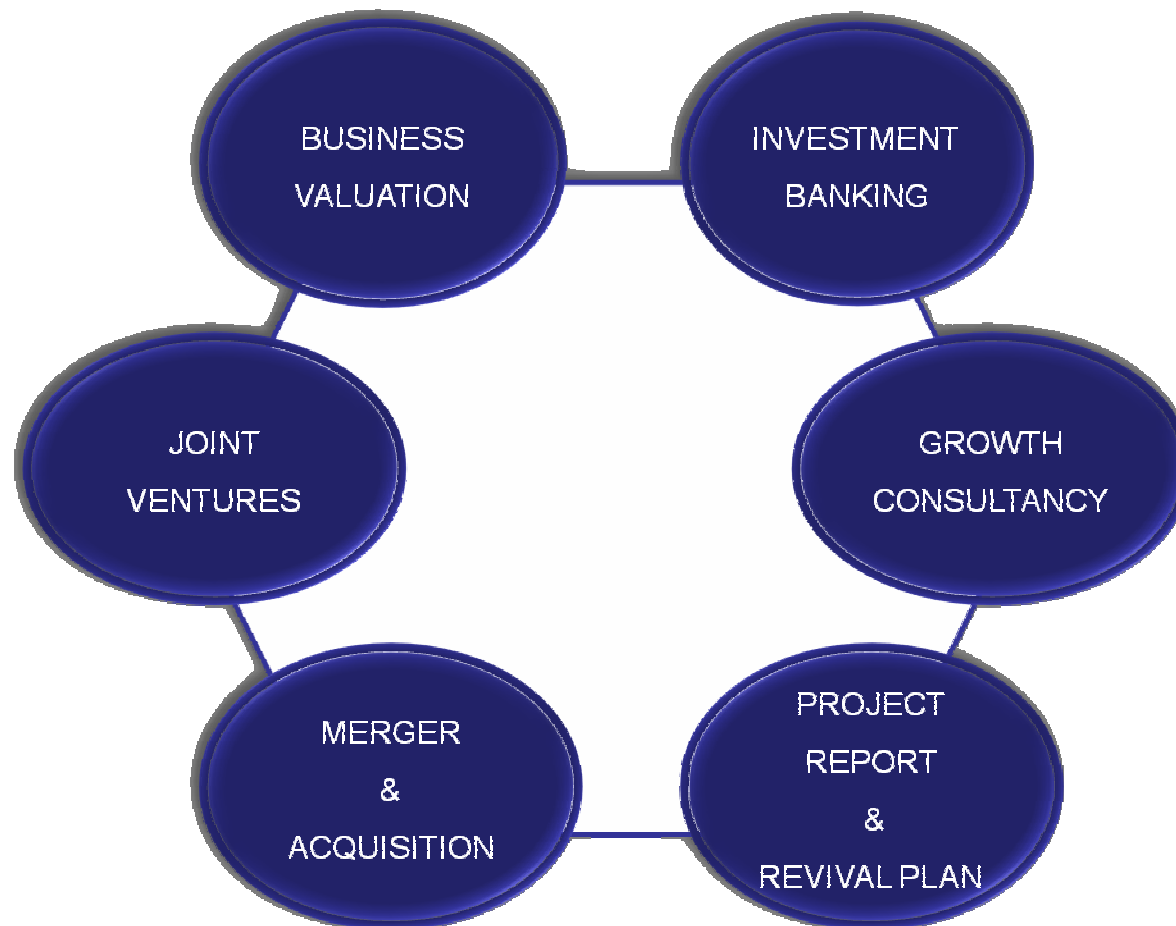 BUSINESS
VALUATION
INVESTMENT
BANKING
JOINT
VENTURES
GROWTH
CONSULTANCY
MERGER
&
ACQUISITION
PROJECT
REPORT
&
REVIVAL PLAN